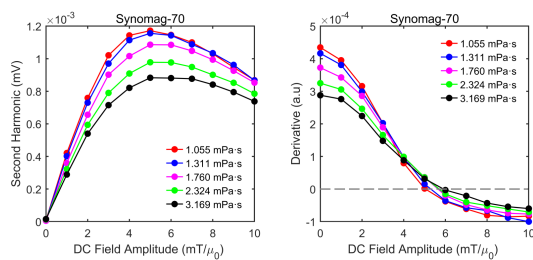 Synomag-70
×10⁻³
Second Harmonic (mV)
1.2
1
0.8
0.6
0.4
0.2
0
0 2 4 6 8 10
DC Field Amplitude (mT/μ₀)
1.055 mPa·s
1.311 mPa·s
1.760 mPa·s
2.324 mPa·s
3.169 mPa·s
Synomag-70
×10⁻⁴
Derivative (a.u)
5
4
3
2
1
0
-1
0 2 4 6 8 10
DC Field Amplitude (mT/μ₀)
1.055 mPa·s
1.311 mPa·s
1.760 mPa·s
2.324 mPa·s
3.169 mPa·s